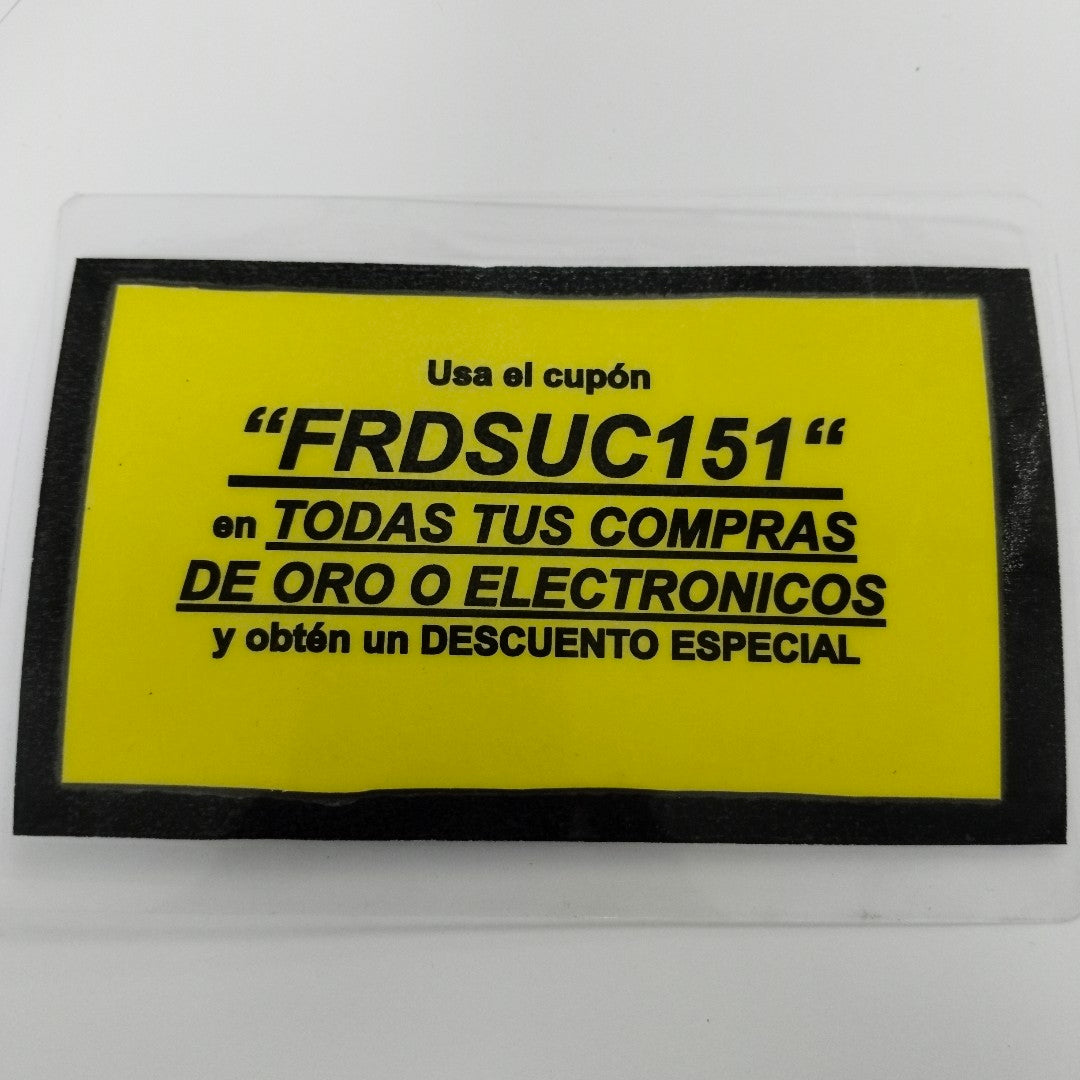 Usa el cupón
“FRDSUC151“
en TODAS TUS COMPRAS
DE ORO O ELECTRONICOS
y obtén un DESCUENTO ESPECIAL